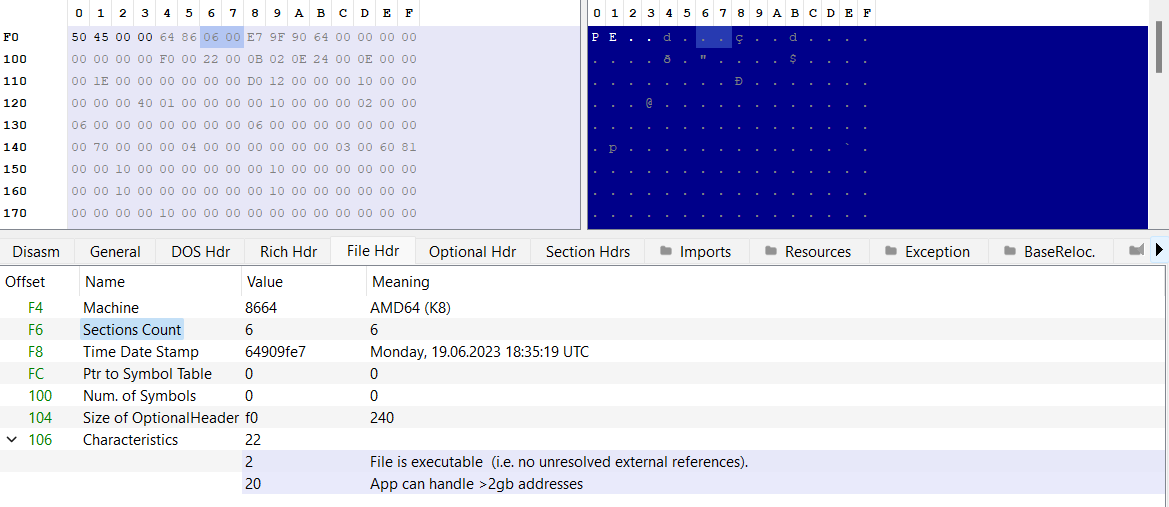 0 1 2 3 4 5 6 7 8 9 A B C D E F
F0 50 45 00 00 64 86 06 00 E7 9F 90 64 00 00 00 00
100 00 00 00 00 F0 00 22 00 0B 02 0E 24 00 0E 00 00
110 00 1E 00 00 00 00 00 00 D0 12 00 00 00 10 00 00
120 00 00 00 40 01 00 00 00 00 10 00 00 00 02 00 00
130 06 00 00 00 00 00 00 00 06 00 00 00 00 00 00 00
140 00 70 00 00 00 04 00 00 00 00 00 00 03 00 60 81
150 00 00 10 00 00 00 00 00 00 10 00 00 00 00 00 00
160 00 00 10 00 00 00 00 00 00 10 00 00 00 00 00 00
170 00 00 00 00 10 00 00 00 00 00 00 00 00 00 00 00
0 1 2 3 4 5 6 7 8 9 A B C D E F
P E . . d . . . ç . . d . . . .
. . . . ð . " . . . . $ . . . .
. . . . . . . . Ð . . . . . . .
. . . @ . . . . . . . . . . . .
. . . . . . . . . . . . . . . .
. p . . . . . . . . . . . . ` .
. . . . . . . . . . . . . . . .
. . . . . . . . . . . . . . . .
. . . . . . . . . . . . . . . .
Disasm General DOS Hdr Rich Hdr File Hdr Optional Hdr Section Hdrs Imports Resources Exception BaseReloc.
Offset Name Value Meaning
F4 Machine 8664 AMD64 (K8)
F6 Sections Count 6 6
F8 Time Date Stamp 64909fe7 Monday, 19.06.2023 18:35:19 UTC
FC Ptr to Symbol Table 0 0
100 Num. of Symbols 0 0
104 Size of OptionalHeader f0 240
106 Characteristics 22
2 File is executable (i.e. no unresolved external references).
20 App can handle >2gb addresses